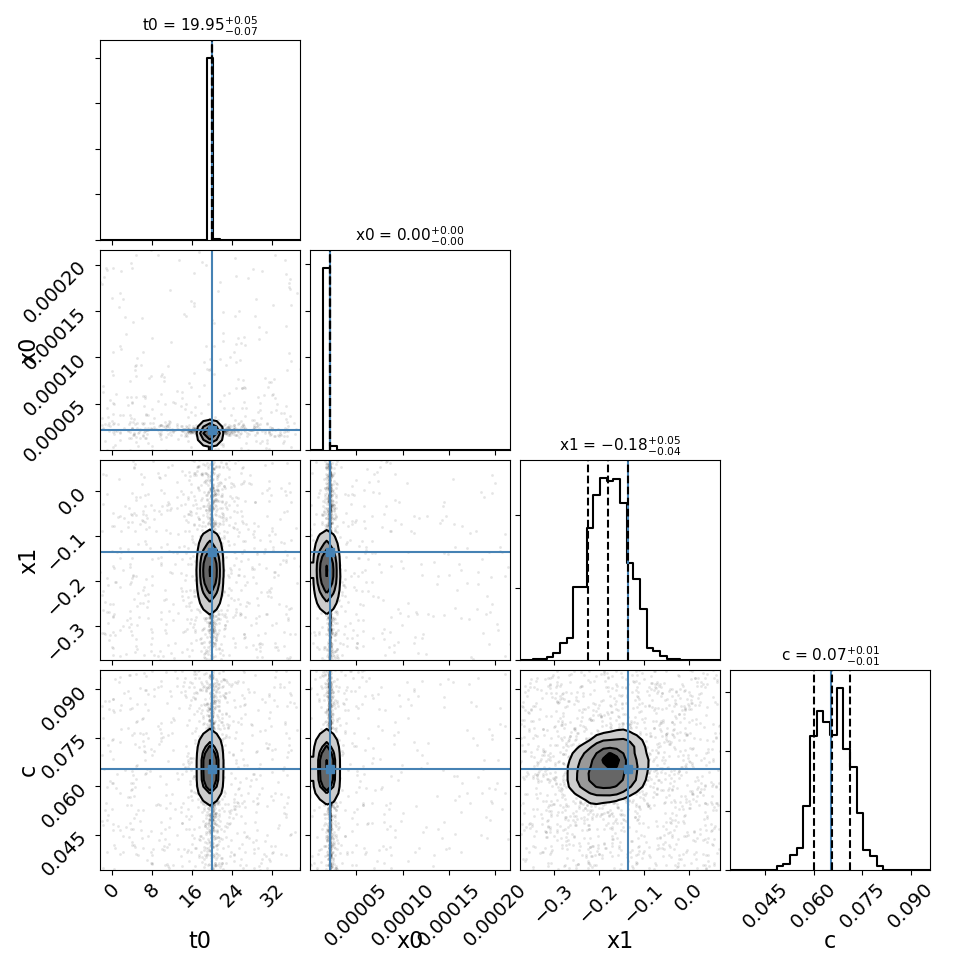 t0 = 19.95+0.05 −0.07
x0 = 0.00+0.00 −0.00
0.00020
0.00015
0.00010
0.00005
x0
x1 = −0.18+0.05 −0.04
0.0
−0.1
−0.2
−0.3
x1
c = 0.07+0.01 −0.01
0.090
0.075
0.060
0.045
c
0 8 16 24 32
0.00005 0.00010 0.00015 0.00020
−0.3 −0.2 −0.1 0.0
0.045 0.060 0.075 0.090
t0 x0 x1 c